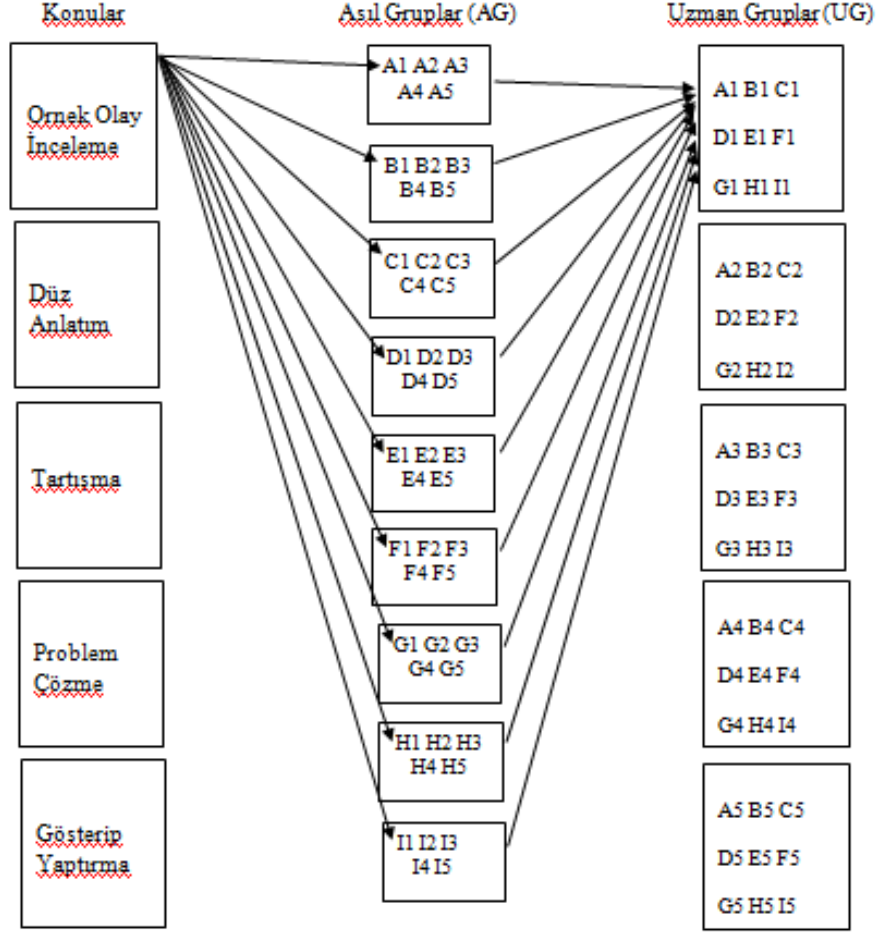 Konular
Asıl Gruplar (AG)
Uzman Gruplar (UG)
Ornek Olay
İnceleme
Düz
Anlatım
Tartışma
Problem
Çözme
Gösterip
Yaptırma
A1 A2 A3
A4 A5
B1 B2 B3
B4 B5
C1 C2 C3
C4 C5
D1 D2 D3
D4 D5
E1 E2 E3
E4 E5
F1 F2 F3
F4 F5
G1 G2 G3
G4 G5
H1 H2 H3
H4 H5
I1 I2 I3
I4 I5
A1 B1 C1
D1 E1 F1
G1 H1 I1
A2 B2 C2
D2 E2 F2
G2 H2 I2
A3 B3 C3
D3 E3 F3
G3 H3 I3
A4 B4 C4
D4 E4 F4
G4 H4 I4
A5 B5 C5
D5 E5 F5
G5 H5 I5